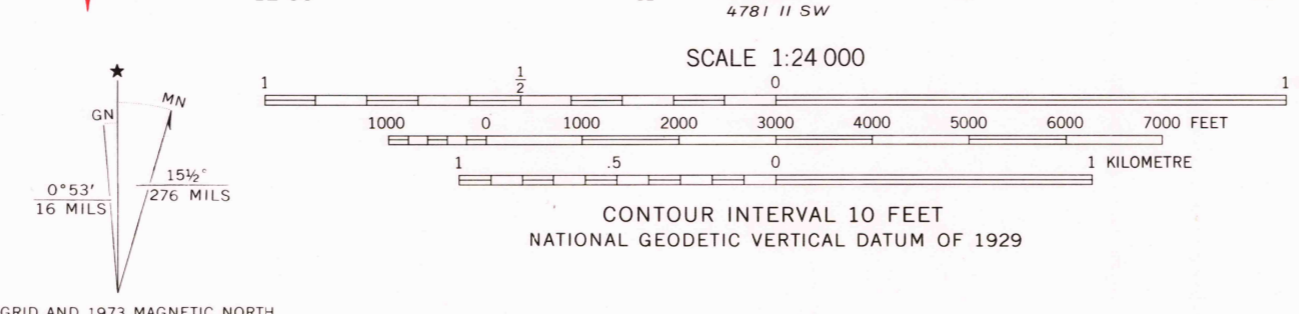 4781 II SW
SCALE 1:24 000
1 ½ 0 1
1000 0 1000 2000 3000 4000 5000 6000 7000 FEET
1 .5 0 1 KILOMETRE
CONTOUR INTERVAL 10 FEET
NATIONAL GEODETIC VERTICAL DATUM OF 1929
★
GN
MN
0°53′
16 MILS
15½°
276 MILS
GRID AND 1973 MAGNETIC NORTH